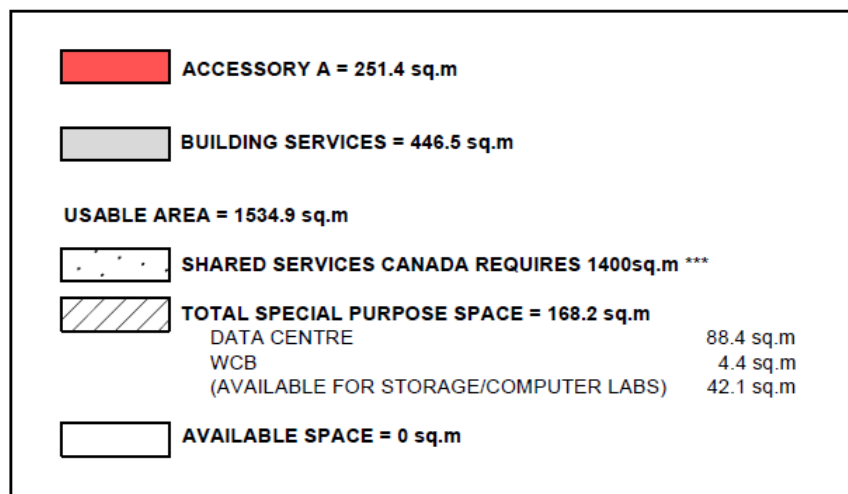 ACCESSORY A = 251.4 sq.m
BUILDING SERVICES = 446.5 sq.m
USABLE AREA = 1534.9 sq.m
SHARED SERVICES CANADA REQUIRES 1400sq.m ***
TOTAL SPECIAL PURPOSE SPACE = 168.2 sq.m
DATA CENTRE 88.4 sq.m
WCB 4.4 sq.m
(AVAILABLE FOR STORAGE/COMPUTER LABS) 42.1 sq.m
AVAILABLE SPACE = 0 sq.m